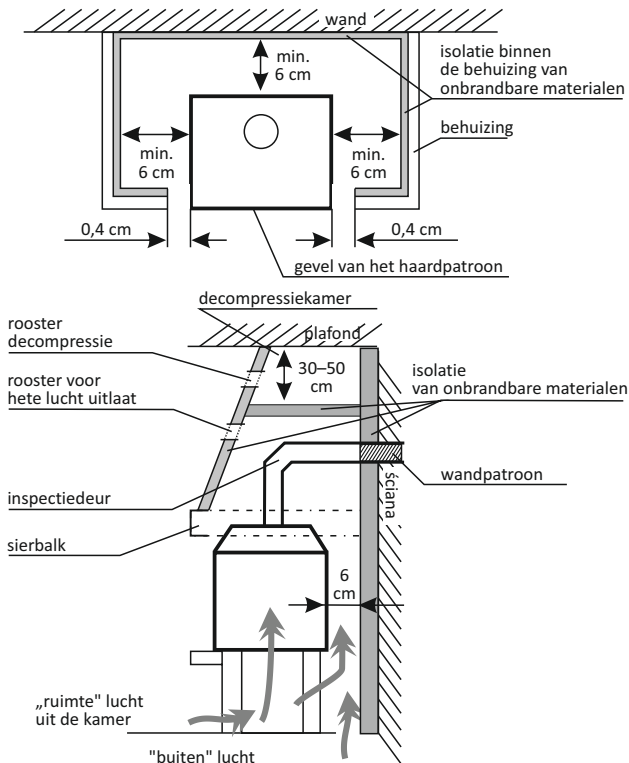 wand
min.
6 cm
isolatie binnen
de behuizing van
onbrandbare materialen
behuizing
min.
6 cm
min.
6 cm
0,4 cm
0,4 cm
gevel van het haardpatroon
decompressiekamer
plafond
rooster
decompressie
30–50
cm
rooster voor
hete lucht uitlaat
isolatie
van onbrandbare materialen
wandpatroon
ściana
inspectiedeur
sierbalk
6
cm
„ruimte" lucht
uit de kamer
"buiten" lucht